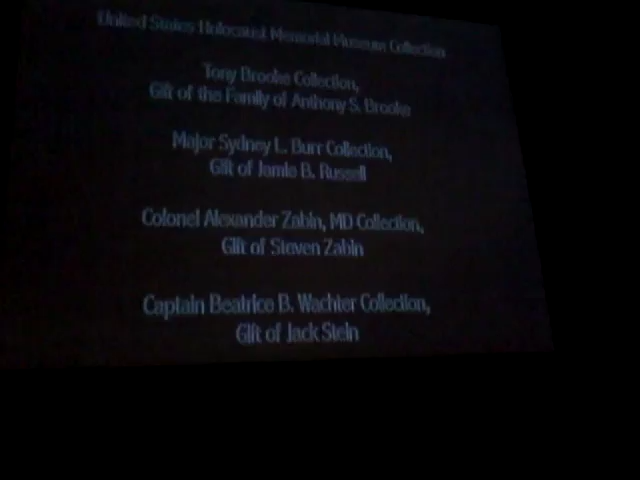 United States Holocaust Memorial Museum Collection
Tony Brooke Collection,
Gift of the Family of Anthony S. Brooke
Major Sydney L. Burr Collection,
Gift of Jamie B. Russell
Colonel Alexander Zabin, MD Collection,
Gift of Steven Zabin
Captain Beatrice B. Wachter Collection,
Gift of Jack Stein